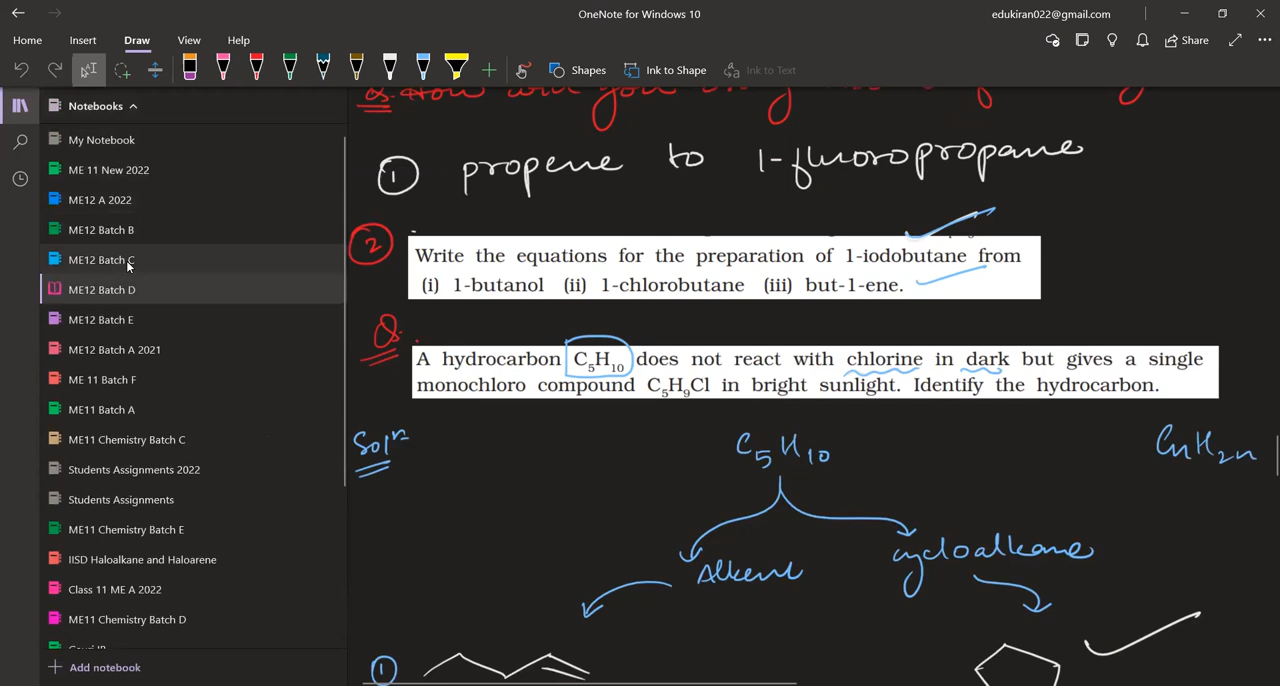 OneNote for Windows 10
edukiran022@gmail.com
Home
Insert
Draw
View
Help
Share
Shapes
Ink to Shape
Ink to Text
Notebooks
My Notebook
ME 11 New 2022
ME12 A 2022
ME12 Batch B
ME12 Batch C
ME12 Batch D
ME12 Batch E
ME12 Batch A 2021
ME 11 Batch F
ME11 Batch A
ME11 Chemistry Batch C
Students Assignments 2022
Students Assignments
ME11 Chemistry Batch E
IISD Haloalkane and Haloarene
Class 11 ME A 2022
ME11 Chemistry Batch D
Add notebook
Q. How will you
① propene to 1-fluoropropane
② Write the equations for the preparation of 1-iodobutane from
(i) 1-butanol (ii) 1-chlorobutane (iii) but-1-ene.
Q. A hydrocarbon C₅H₁₀ does not react with chlorine in dark but gives a single
monochloro compound C₅H₉Cl in bright sunlight. Identify the hydrocarbon.
Solⁿ C₅H₁₀ CnH2n
Alkene cycloalkane
①